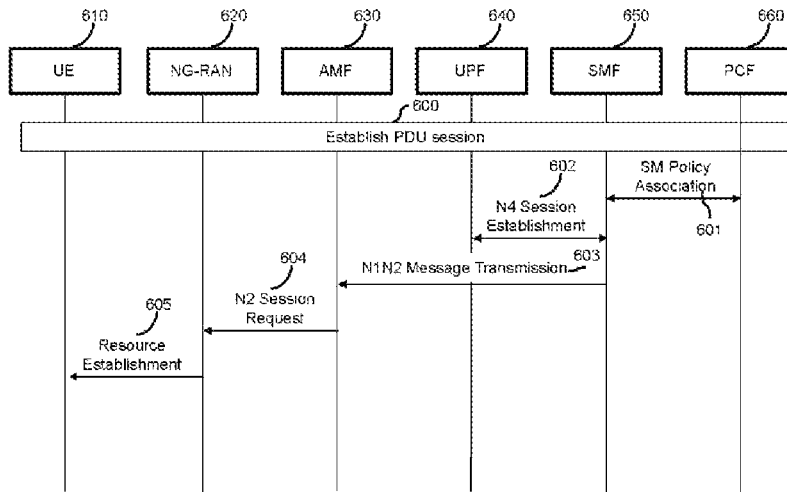 610
620
630
640
650
660
UE
NG-RAN
AMF
UPF
SMF
PCF
600
Establish PDU session
602
SM Policy
Association
N4 Session
Establishment
601
N1N2 Message Transmission
603
604
N2 Session
Request
605
Resource
Establishment